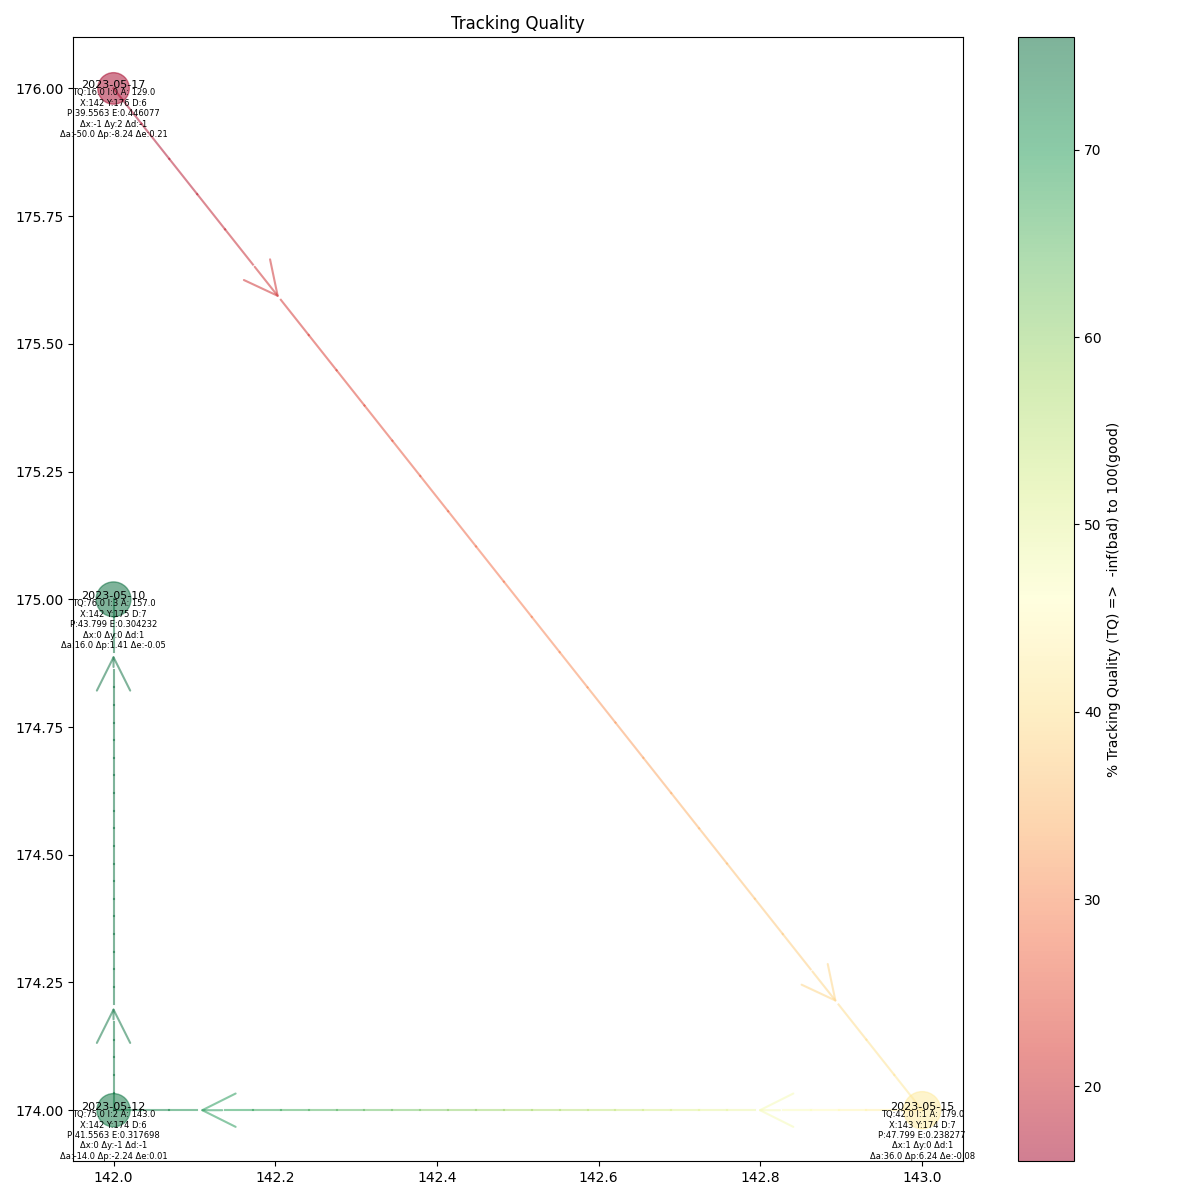 Tracking Quality
2023-05-17
TQ:16.0 I:0 A: 129.0
X:142 Y:176 D:6
P:39.5563 E:0.446077
Δx:-1 Δy:2 Δd:-1
Δa:-50.0 Δp:-8.24 Δe:0.21
2023-05-10
TQ:76.0 I:3 A: 157.0
X:142 Y:175 D:7
P:43.799 E:0.304232
Δx:0 Δy:0 Δd:1
Δa:16.0 Δp:1.41 Δe:-0.05
2023-05-12
TQ:75.0 I:2 A: 143.0
X:142 Y:174 D:6
P:41.5563 E:0.317698
Δx:0 Δy:-1 Δd:-1
Δa:-14.0 Δp:-2.24 Δe:0.01
2023-05-15
TQ:42.0 I:1 A: 179.0
X:143 Y:174 D:7
P:47.799 E:0.238277
Δx:1 Δy:0 Δd:1
Δa:36.0 Δp:6.24 Δe:-0.08
176.00
175.75
175.50
175.25
175.00
174.75
174.50
174.25
174.00
142.0
142.2
142.4
142.6
142.8
143.0
70
60
50
40
30
20
% Tracking Quality (TQ) => -inf(bad) to 100(good)